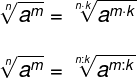 ⁿ√aᵐ = ⁿ˙ᵏ√aᵐ˙ᵏ
ⁿ√aᵐ = ⁿ:ᵏ√aᵐ:ᵏ